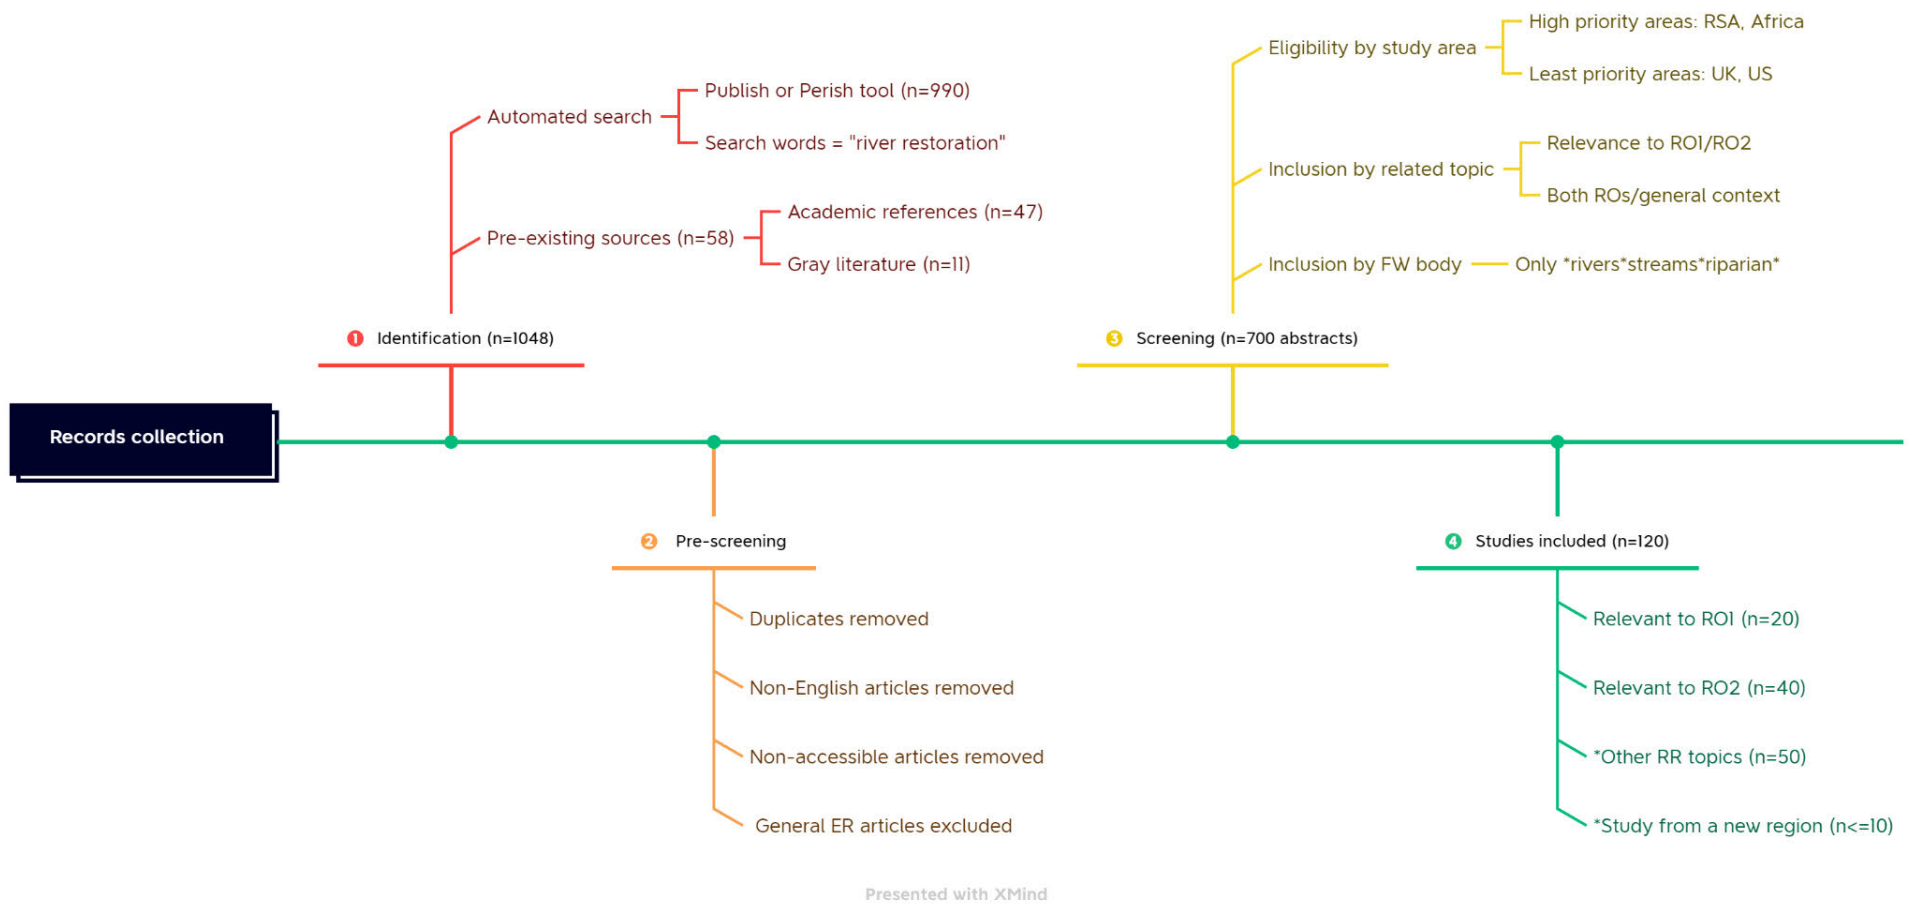 Records collection
❶ Identification (n=1048)
Automated search
Publish or Perish tool (n=990)
Search words = "river restoration"
Pre-existing sources (n=58)
Academic references (n=47)
Gray literature (n=11)
❷ Pre-screening
Duplicates removed
Non-English articles removed
Non-accessible articles removed
General ER articles excluded
❸ Screening (n=700 abstracts)
Eligibility by study area
High priority areas: RSA, Africa
Least priority areas: UK, US
Inclusion by related topic
Relevance to RO1/RO2
Both ROs/general context
Inclusion by FW body
Only *rivers*streams*riparian*
❹ Studies included (n=120)
Relevant to RO1 (n=20)
Relevant to RO2 (n=40)
*Other RR topics (n=50)
*Study from a new region (n<=10)
Presented with XMind